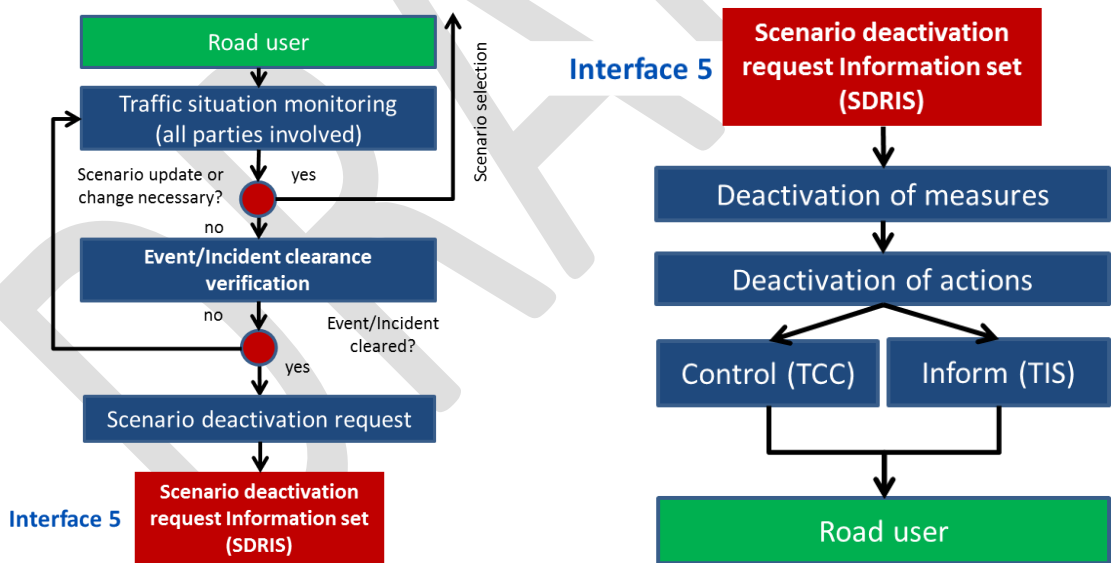 Road user
Traffic situation monitoring
(all parties involved)
Scenario update or
change necessary?
yes
Scenario selection
no
Event/Incident clearance
verification
no
Event/Incident
cleared?
yes
Scenario deactivation request
Interface 5
Scenario deactivation
request Information set
(SDRIS)
Interface 5
Scenario deactivation
request Information set
(SDRIS)
Deactivation of measures
Deactivation of actions
Control (TCC)
Inform (TIS)
Road user